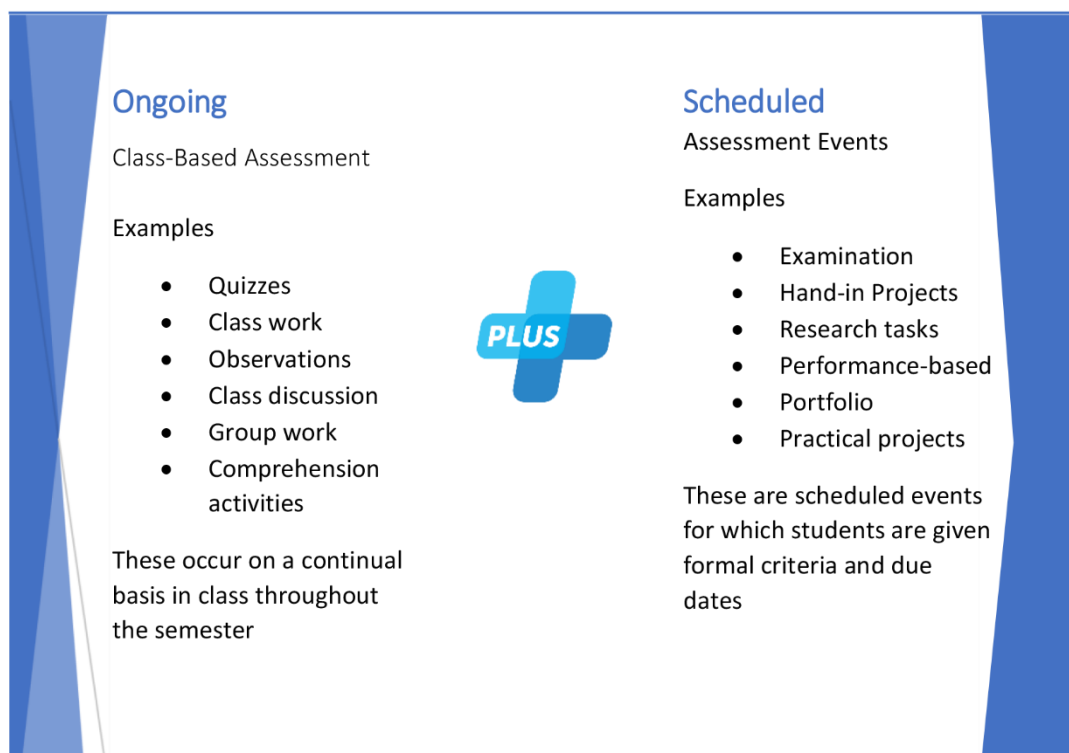 Ongoing
Class-Based Assessment
Examples
• Quizzes
• Class work
• Observations
• Class discussion
• Group work
• Comprehension
activities
These occur on a continual
basis in class throughout
the semester
PLUS
Scheduled
Assessment Events
Examples
• Examination
• Hand-in Projects
• Research tasks
• Performance-based
• Portfolio
• Practical projects
These are scheduled events
for which students are given
formal criteria and due
dates